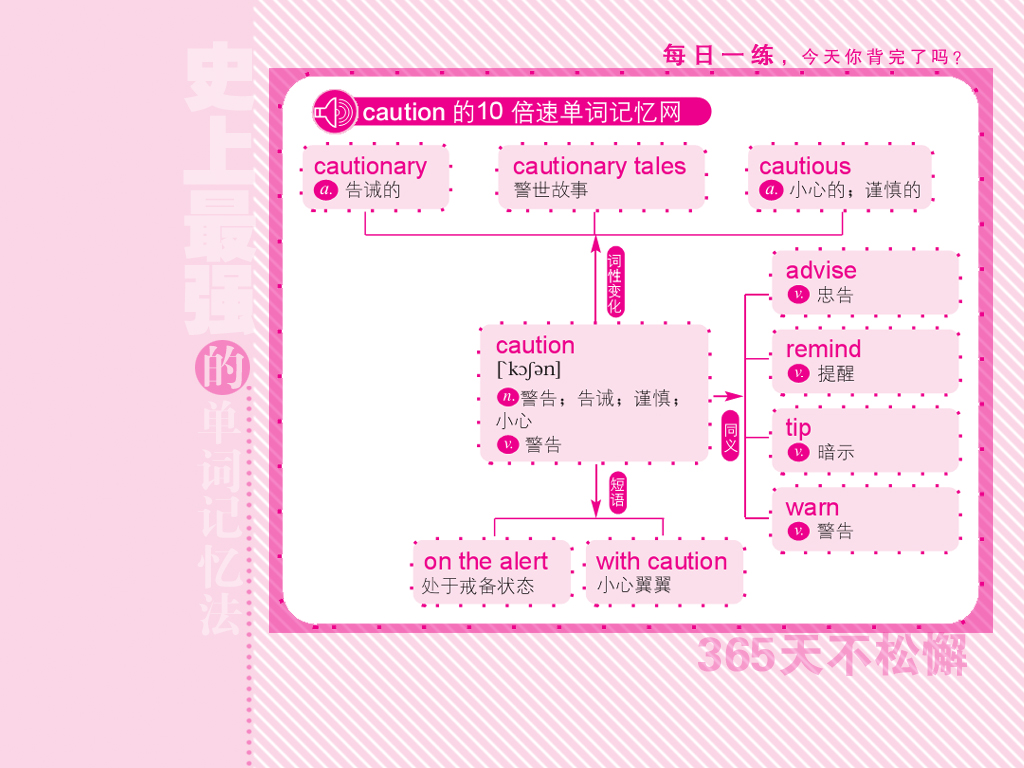 史上最强的单词记忆法
每日一练，今天你背完了吗?
caution 的10 倍速单词记忆网
cautionary
a. 告诫的
cautionary tales
警世故事
cautious
a. 小心的；谨慎的
词性变化
caution
[`kɔʃən]
n.警告；告诫；谨慎；
小心
v. 警告
同义
advise
v. 忠告
remind
v. 提醒
tip
v. 暗示
warn
v. 警告
短语
on the alert
处于戒备状态
with caution
小心翼翼
365天不松懈